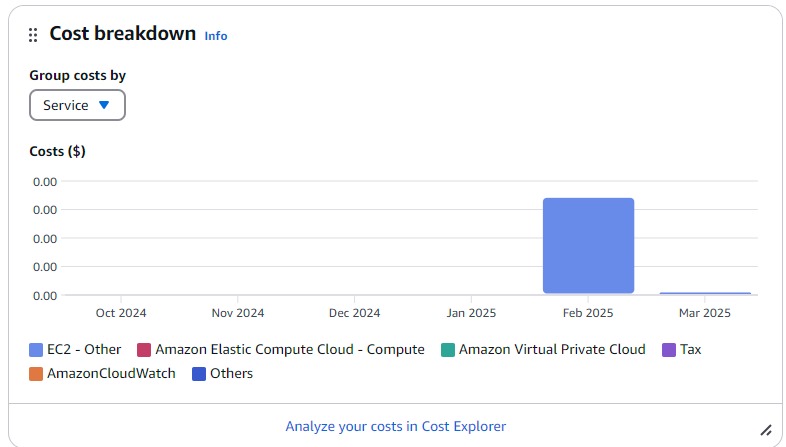 Cost breakdown Info
Group costs by
Service
Costs ($)
0.00
0.00
0.00
0.00
0.00
Oct 2024 Nov 2024 Dec 2024 Jan 2025 Feb 2025 Mar 2025
EC2 - Other Amazon Elastic Compute Cloud - Compute Amazon Virtual Private Cloud Tax
AmazonCloudWatch Others
Analyze your costs in Cost Explorer